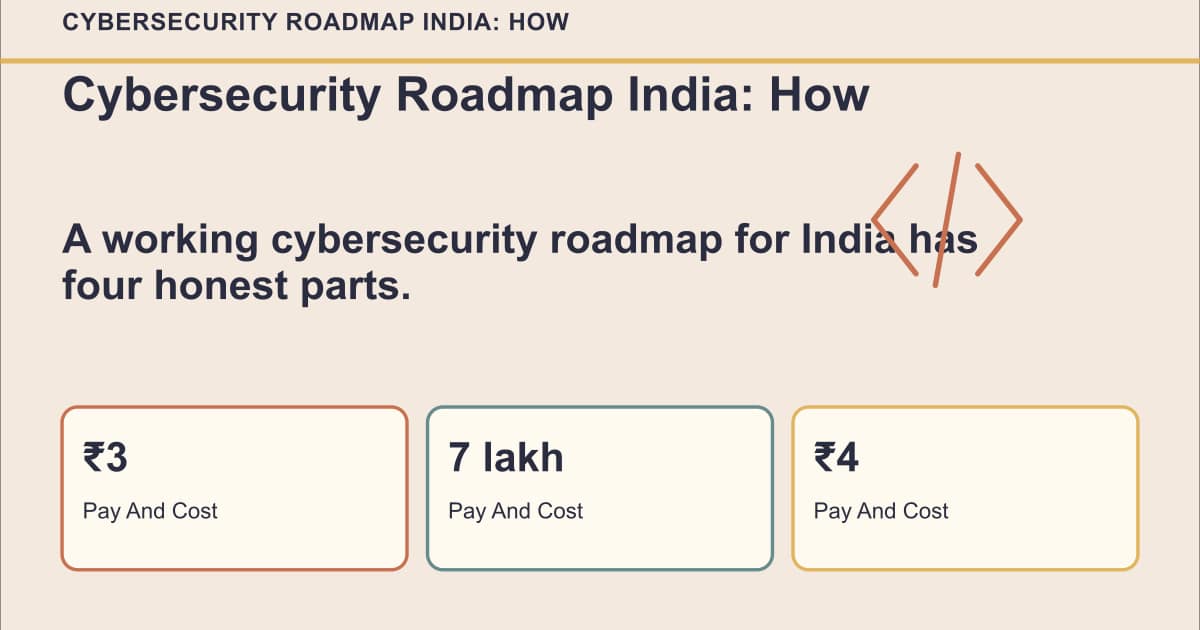 CYBERSECURITY ROADMAP INDIA: HOW
Cybersecurity Roadmap India: How
A working cybersecurity roadmap for India has
four honest parts.
₹3
Pay And Cost
7 lakh
Pay And Cost
₹4
Pay And Cost